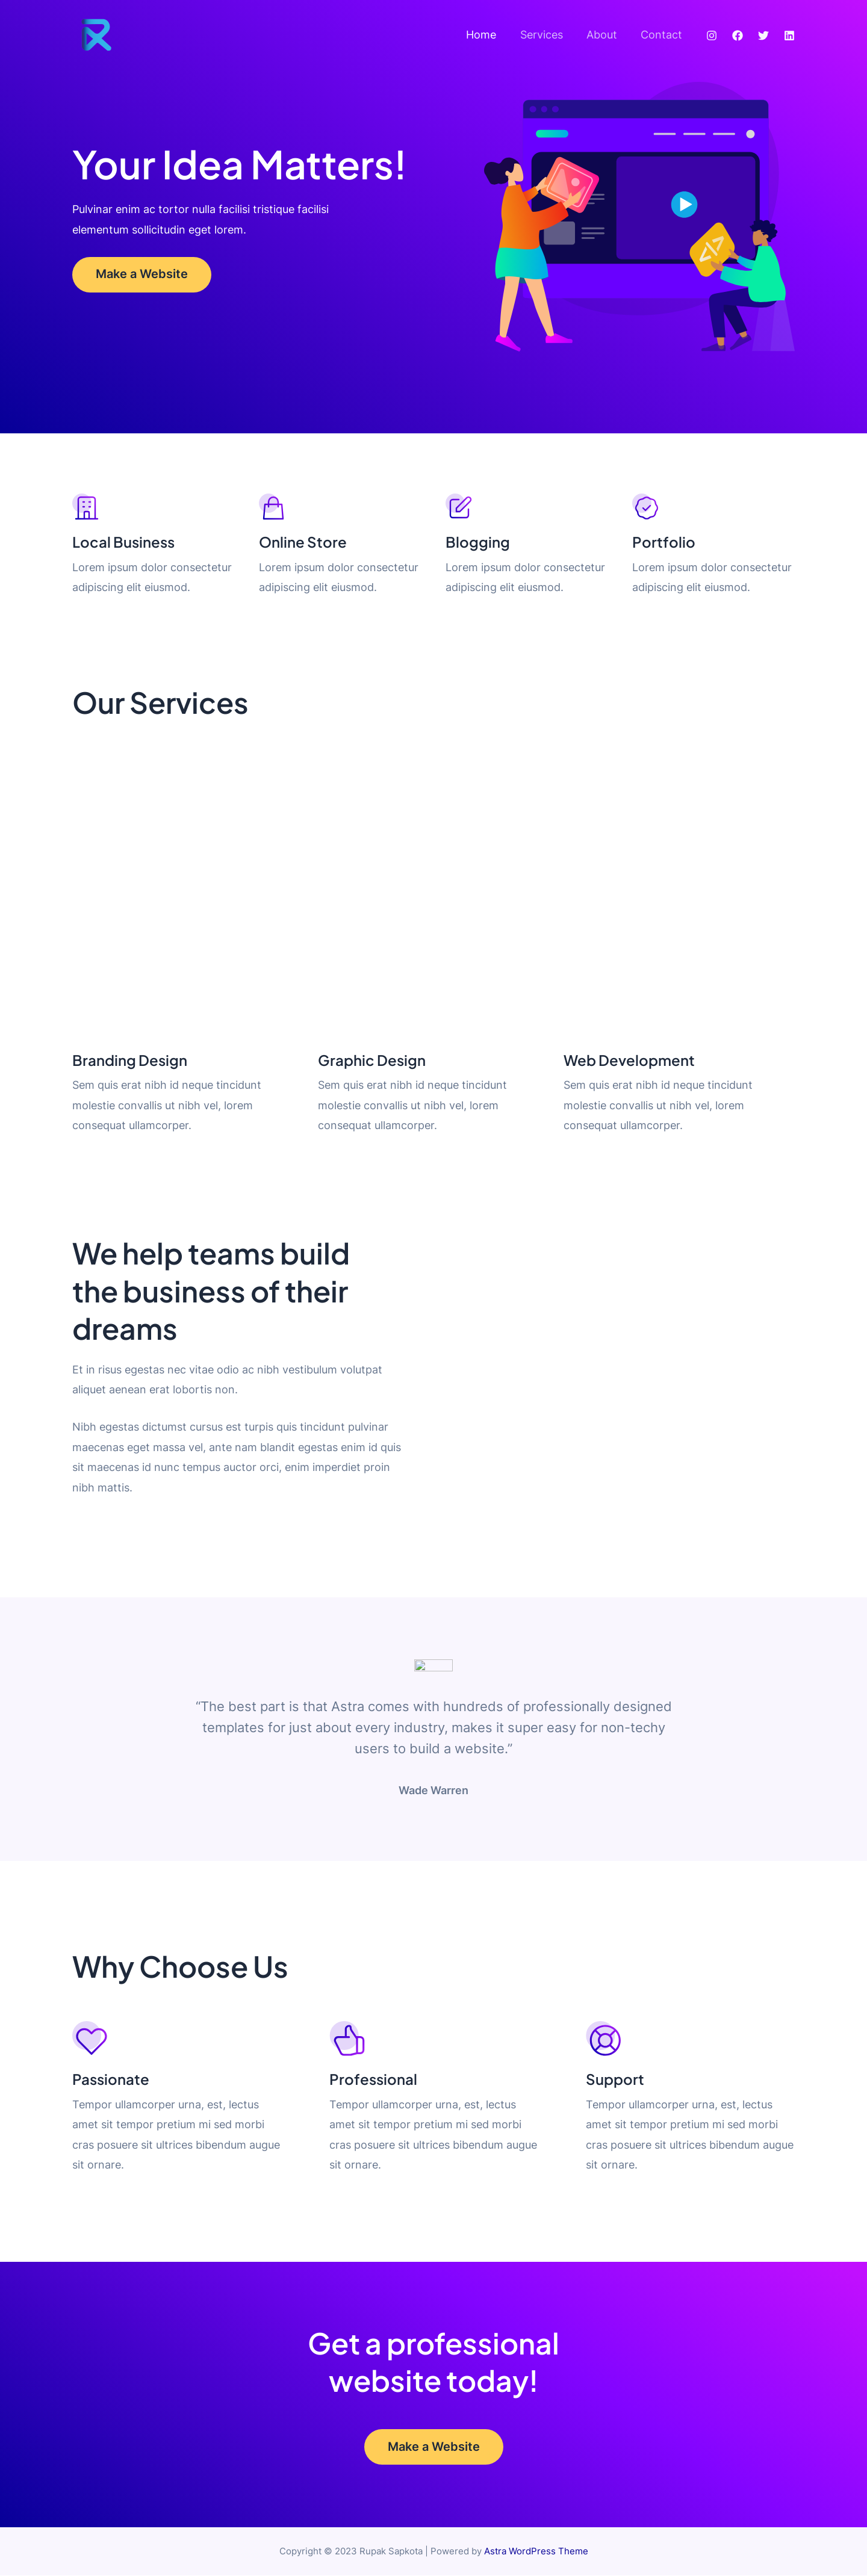 Home Services About Contact
Your Idea Matters!
Pulvinar enim ac tortor nulla facilisi tristique facilisi
elementum sollicitudin eget lorem.
Make a Website
Local Business
Lorem ipsum dolor consectetur
adipiscing elit eiusmod.
Online Store
Lorem ipsum dolor consectetur
adipiscing elit eiusmod.
Blogging
Lorem ipsum dolor consectetur
adipiscing elit eiusmod.
Portfolio
Lorem ipsum dolor consectetur
adipiscing elit eiusmod.
Our Services
Branding Design
Sem quis erat nibh id neque tincidunt
molestie convallis ut nibh vel, lorem
consequat ullamcorper.
Graphic Design
Sem quis erat nibh id neque tincidunt
molestie convallis ut nibh vel, lorem
consequat ullamcorper.
Web Development
Sem quis erat nibh id neque tincidunt
molestie convallis ut nibh vel, lorem
consequat ullamcorper.
We help teams build
the business of their
dreams
Et in risus egestas nec vitae odio ac nibh vestibulum volutpat
aliquet aenean erat lobortis non.
Nibh egestas dictumst cursus est turpis quis tincidunt pulvinar
maecenas eget massa vel, ante nam blandit egestas enim id quis
sit maecenas id nunc tempus auctor orci, enim imperdiet proin
nibh mattis.
“The best part is that Astra comes with hundreds of professionally designed
templates for just about every industry, makes it super easy for non-techy
users to build a website.”
Wade Warren
Why Choose Us
Passionate
Tempor ullamcorper urna, est, lectus
amet sit tempor pretium mi sed morbi
cras posuere sit ultrices bibendum augue
sit ornare.
Professional
Tempor ullamcorper urna, est, lectus
amet sit tempor pretium mi sed morbi
cras posuere sit ultrices bibendum augue
sit ornare.
Support
Tempor ullamcorper urna, est, lectus
amet sit tempor pretium mi sed morbi
cras posuere sit ultrices bibendum augue
sit ornare.
Get a professional
website today!
Make a Website
Copyright © 2023 Rupak Sapkota | Powered by Astra WordPress Theme